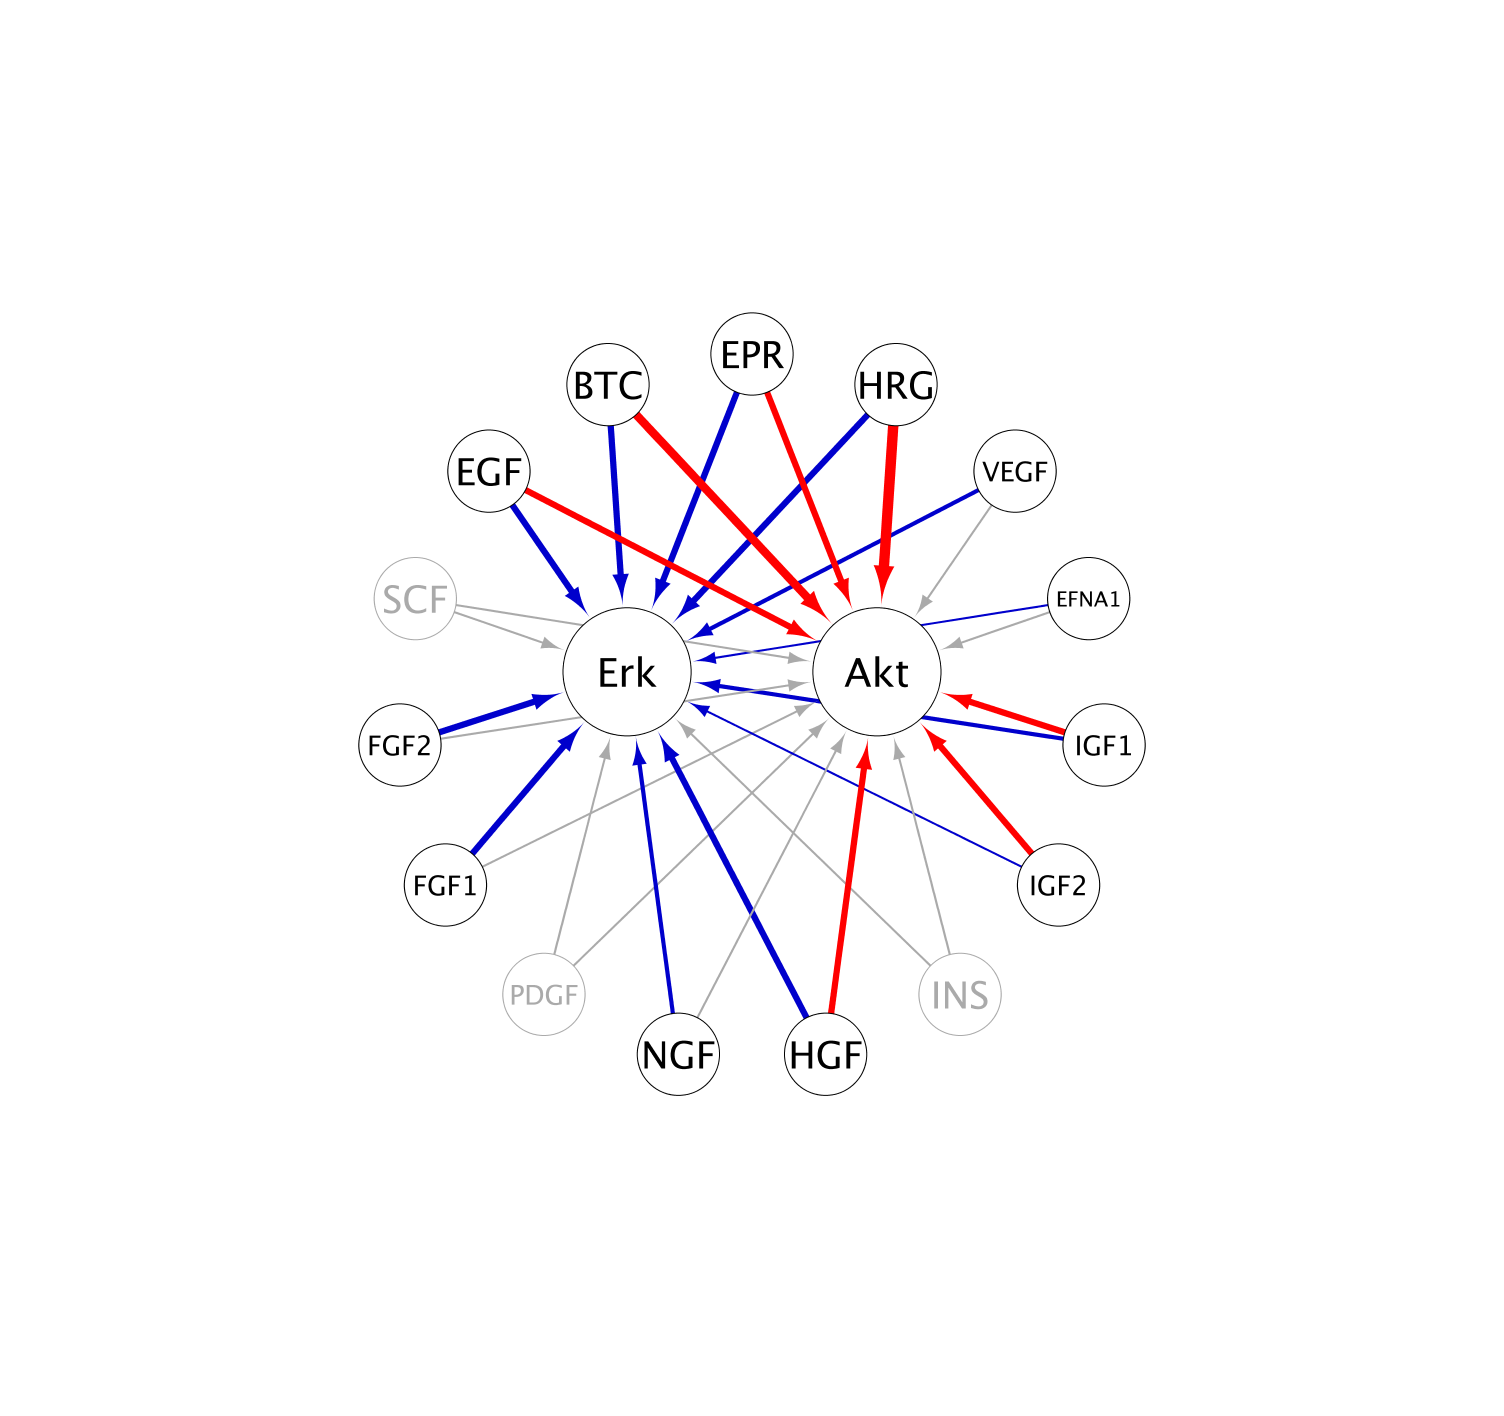 EPR
BTC
HRG
EGF
VEGF
SCF
EFNA1
Erk
Akt
FGF2
IGF1
FGF1
IGF2
PDGF
INS
NGF
HGF